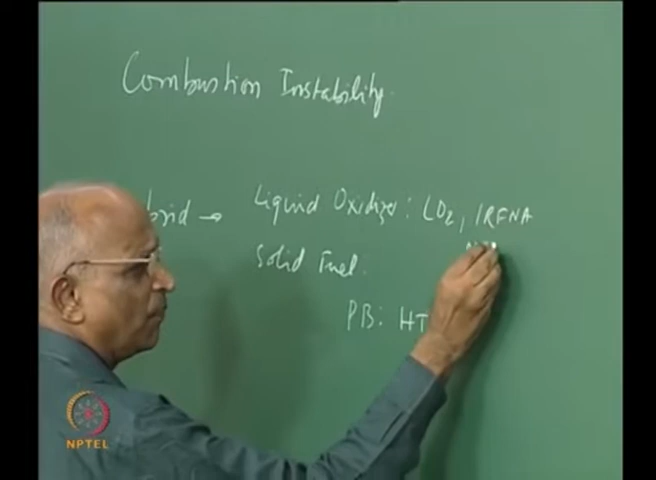 Combustion Instability.
brid → Liquid Oxidizer: LO2, IRFNA
Solid Fuel:
PB: HT
NPTEL